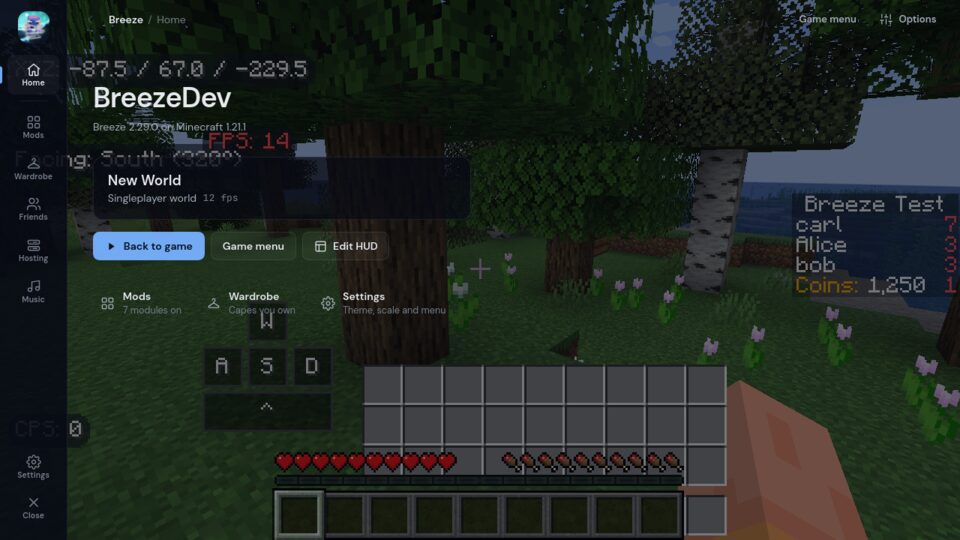 Breeze / Home
Game menu
Options
-87.5 / 67.0 / -229.5
Home
BreezeDev
Breeze 2.29.0 on Minecraft 1.21.1
FPS: 14
Mods
Facing: South (320°)
Wardrobe
New World
Singleplayer world 12 fps
Friends
Breeze Test
carl 7
Alice 3
bob 3
Coins: 1,250 1
Back to game
Game menu
Edit HUD
Hosting
Music
Mods
7 modules on
Wardrobe
Capes you own
Settings
Theme, scale and menu
W
A S D
^
CPS: 0
Settings
Close